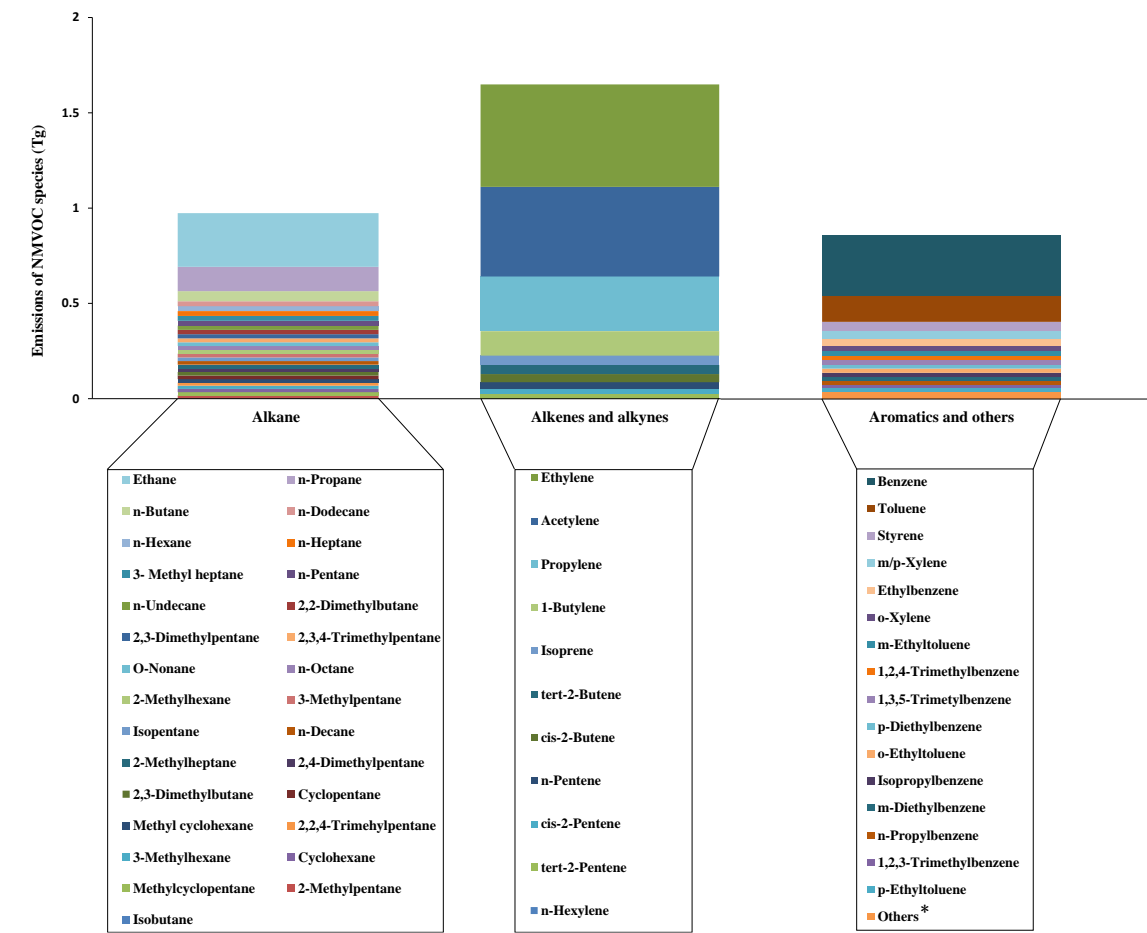 2
1.5
1
0.5
0
Emissions of NMVOC species (Tg)
Alkane
Alkenes and alkynes
Aromatics and others
Ethane
n-Propane
n-Butane
n-Dodecane
n-Hexane
n-Heptane
3- Methyl heptane
n-Pentane
n-Undecane
2,2-Dimethylbutane
2,3-Dimethylpentane
2,3,4-Trimethylpentane
O-Nonane
n-Octane
2-Methylhexane
3-Methylpentane
Isopentane
n-Decane
2-Methylheptane
2,4-Dimethylpentane
2,3-Dimethylbutane
Cyclopentane
Methyl cyclohexane
2,2,4-Trimehylpentane
3-Methylhexane
Cyclohexane
Methylcyclopentane
2-Methylpentane
Isobutane
Ethylene
Acetylene
Propylene
1-Butylene
Isoprene
tert-2-Butene
cis-2-Butene
n-Pentene
cis-2-Pentene
tert-2-Pentene
n-Hexylene
Benzene
Toluene
Styrene
m/p-Xylene
Ethylbenzene
o-Xylene
m-Ethyltoluene
1,2,4-Trimethylbenzene
1,3,5-Trimetylbenzene
p-Diethylbenzene
o-Ethyltoluene
Isopropylbenzene
m-Diethylbenzene
n-Propylbenzene
1,2,3-Trimethylbenzene
p-Ethyltoluene
Others*